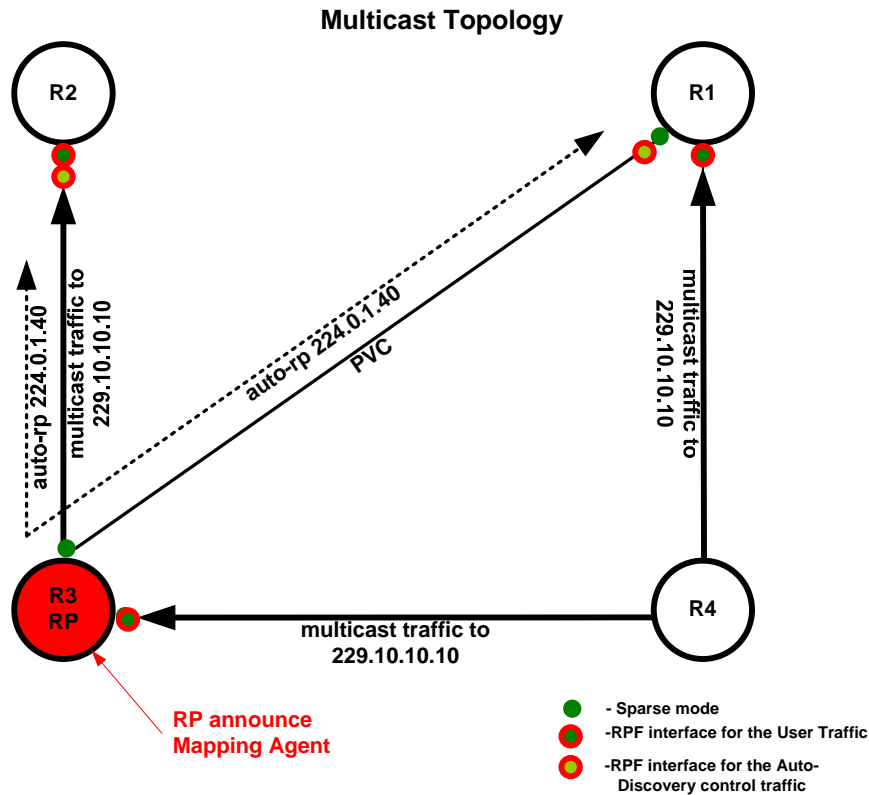 Multicast Topology
R2
R1
auto-rp 224.0.1.40
multicast traffic to
229.10.10.10
auto-rp 224.0.1.40
PVC
multicast traffic to
229.10.10.10
R3
RP
R4
multicast traffic to
229.10.10.10
RP announce
Mapping Agent
- Sparse mode
-RPF interface for the User Traffic
-RPF interface for the Auto-
Discovery control traffic